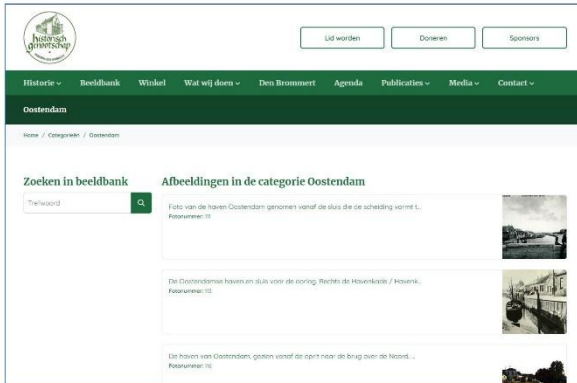 historisch
genootschap
Lid worden
Doneren
Sponsors
Historie
Beeldbank
Winkel
Wat wij doen
Den Brommert
Agenda
Publicaties
Media
Contact
Oostendam
Home / Categorieën / Oostendam
Zoeken in beeldbank
Trefwoord
Afbeeldingen in de categorie Oostendam
Foto van de haven Oostendam genomen vanaf de sluis die de scheiding vormt t...
Fotonummer:
De Oostendamse haven en sluis voor de oorlog. Rechts de Havenkade / Havenk...
Fotonummer:
De haven van Oostendam, gezien vanaf de oprit naar de brug over de Noord. ...
Fotonummer: